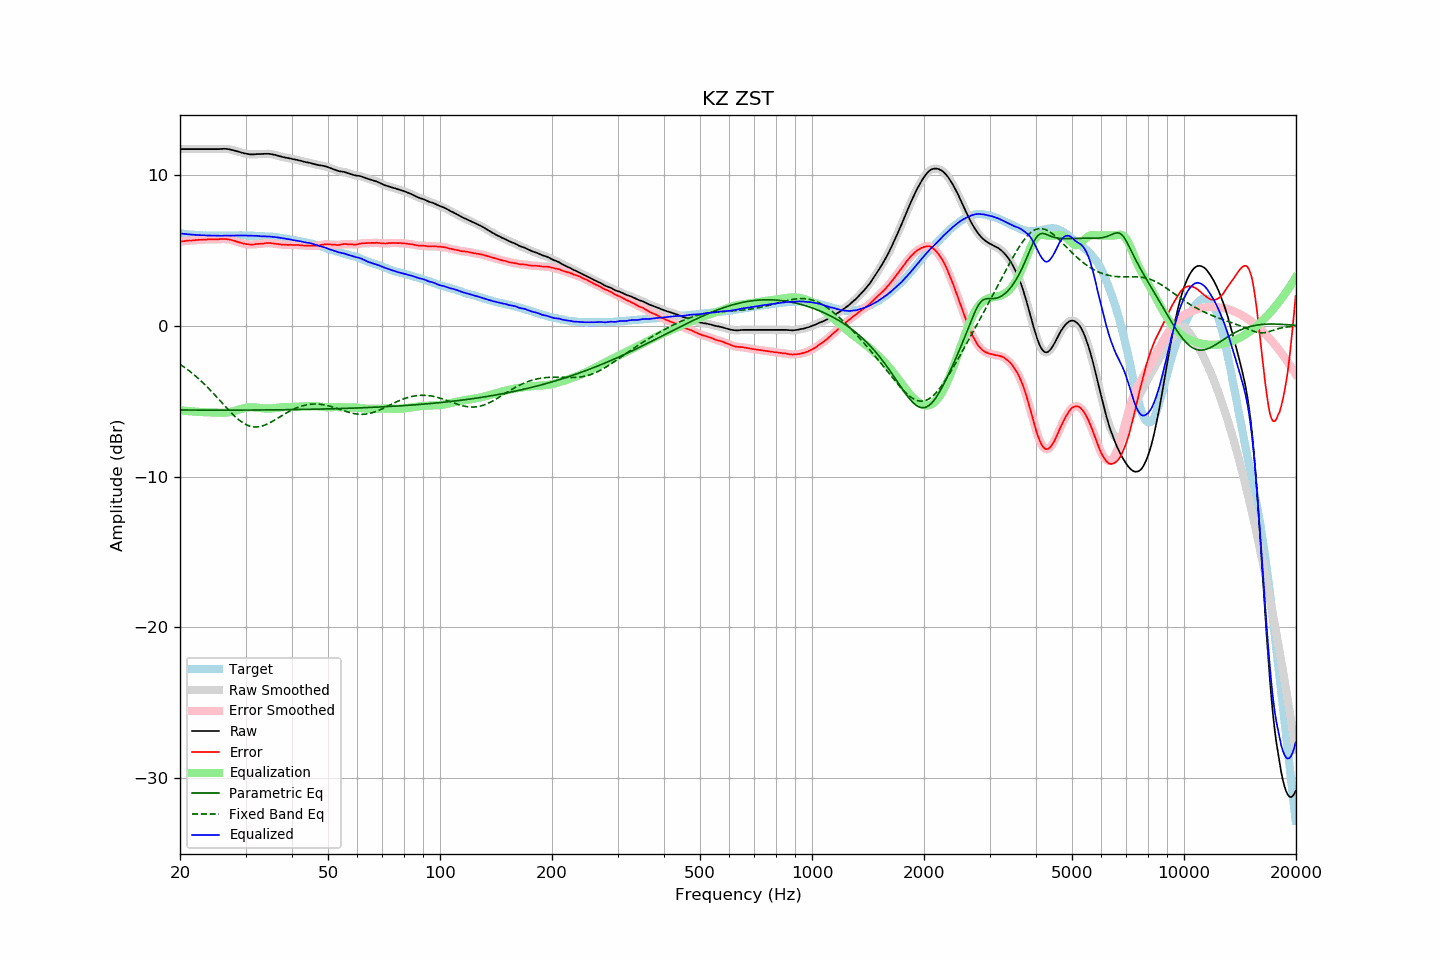 KZ ZST
Amplitude (dBr)
10
0
−10
−20
−30
Target
Raw Smoothed
Error Smoothed
Raw
Error
Equalization
Parametric Eq
Fixed Band Eq
Equalized
20 50 100 200 500 1000 2000 5000 10000 20000
Frequency (Hz)